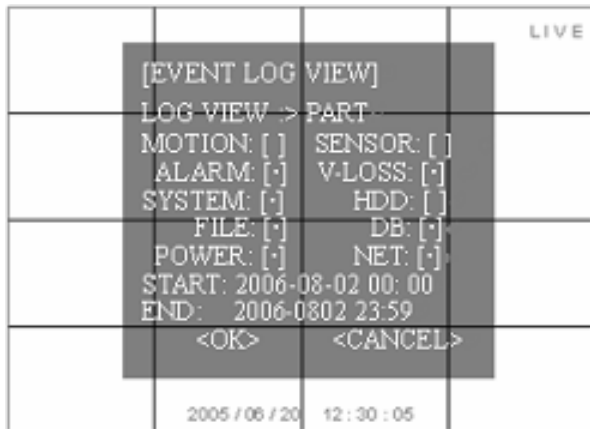 LIVE
[EVENT LOG VIEW]
LOG VIEW :> PART
MOTION: [ ] SENSOR: [ ]
ALARM: [·] V-LOSS: [·]
SYSTEM: [·] HDD: [ ]
FILE: [·] DB: [·]
POWER: [·] NET: [·]
START: 2006-08-02 00: 00
END: 2006-0802 23:59
<OK> <CANCEL>
2005 / 06 / 20 12 : 30 : 05